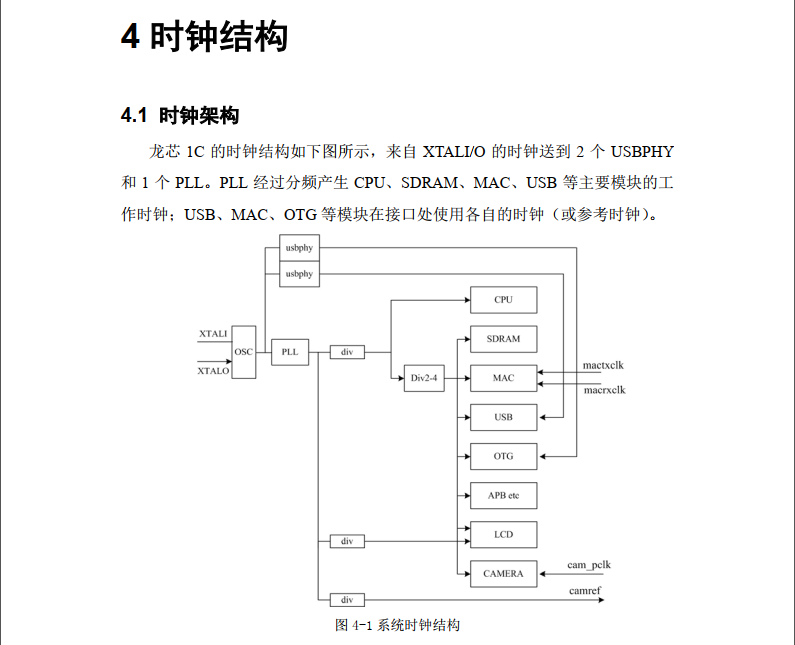 4 时钟结构
4.1 时钟架构
龙芯 1C 的时钟结构如下图所示，来自 XTALI/O 的时钟送到 2 个 USBPHY
和 1 个 PLL。PLL 经过分频产生 CPU、SDRAM、MAC、USB 等主要模块的工
作时钟；USB、MAC、OTG 等模块在接口处使用各自的时钟（或参考时钟）。
usbphy
usbphy
CPU
XTALI
OSC
XTALO
PLL
div
SDRAM
Div2-4
MAC
mactxclk
macrxclk
USB
OTG
APB etc
div
LCD
CAMERA
cam_pclk
div
camref
图 4-1 系统时钟结构